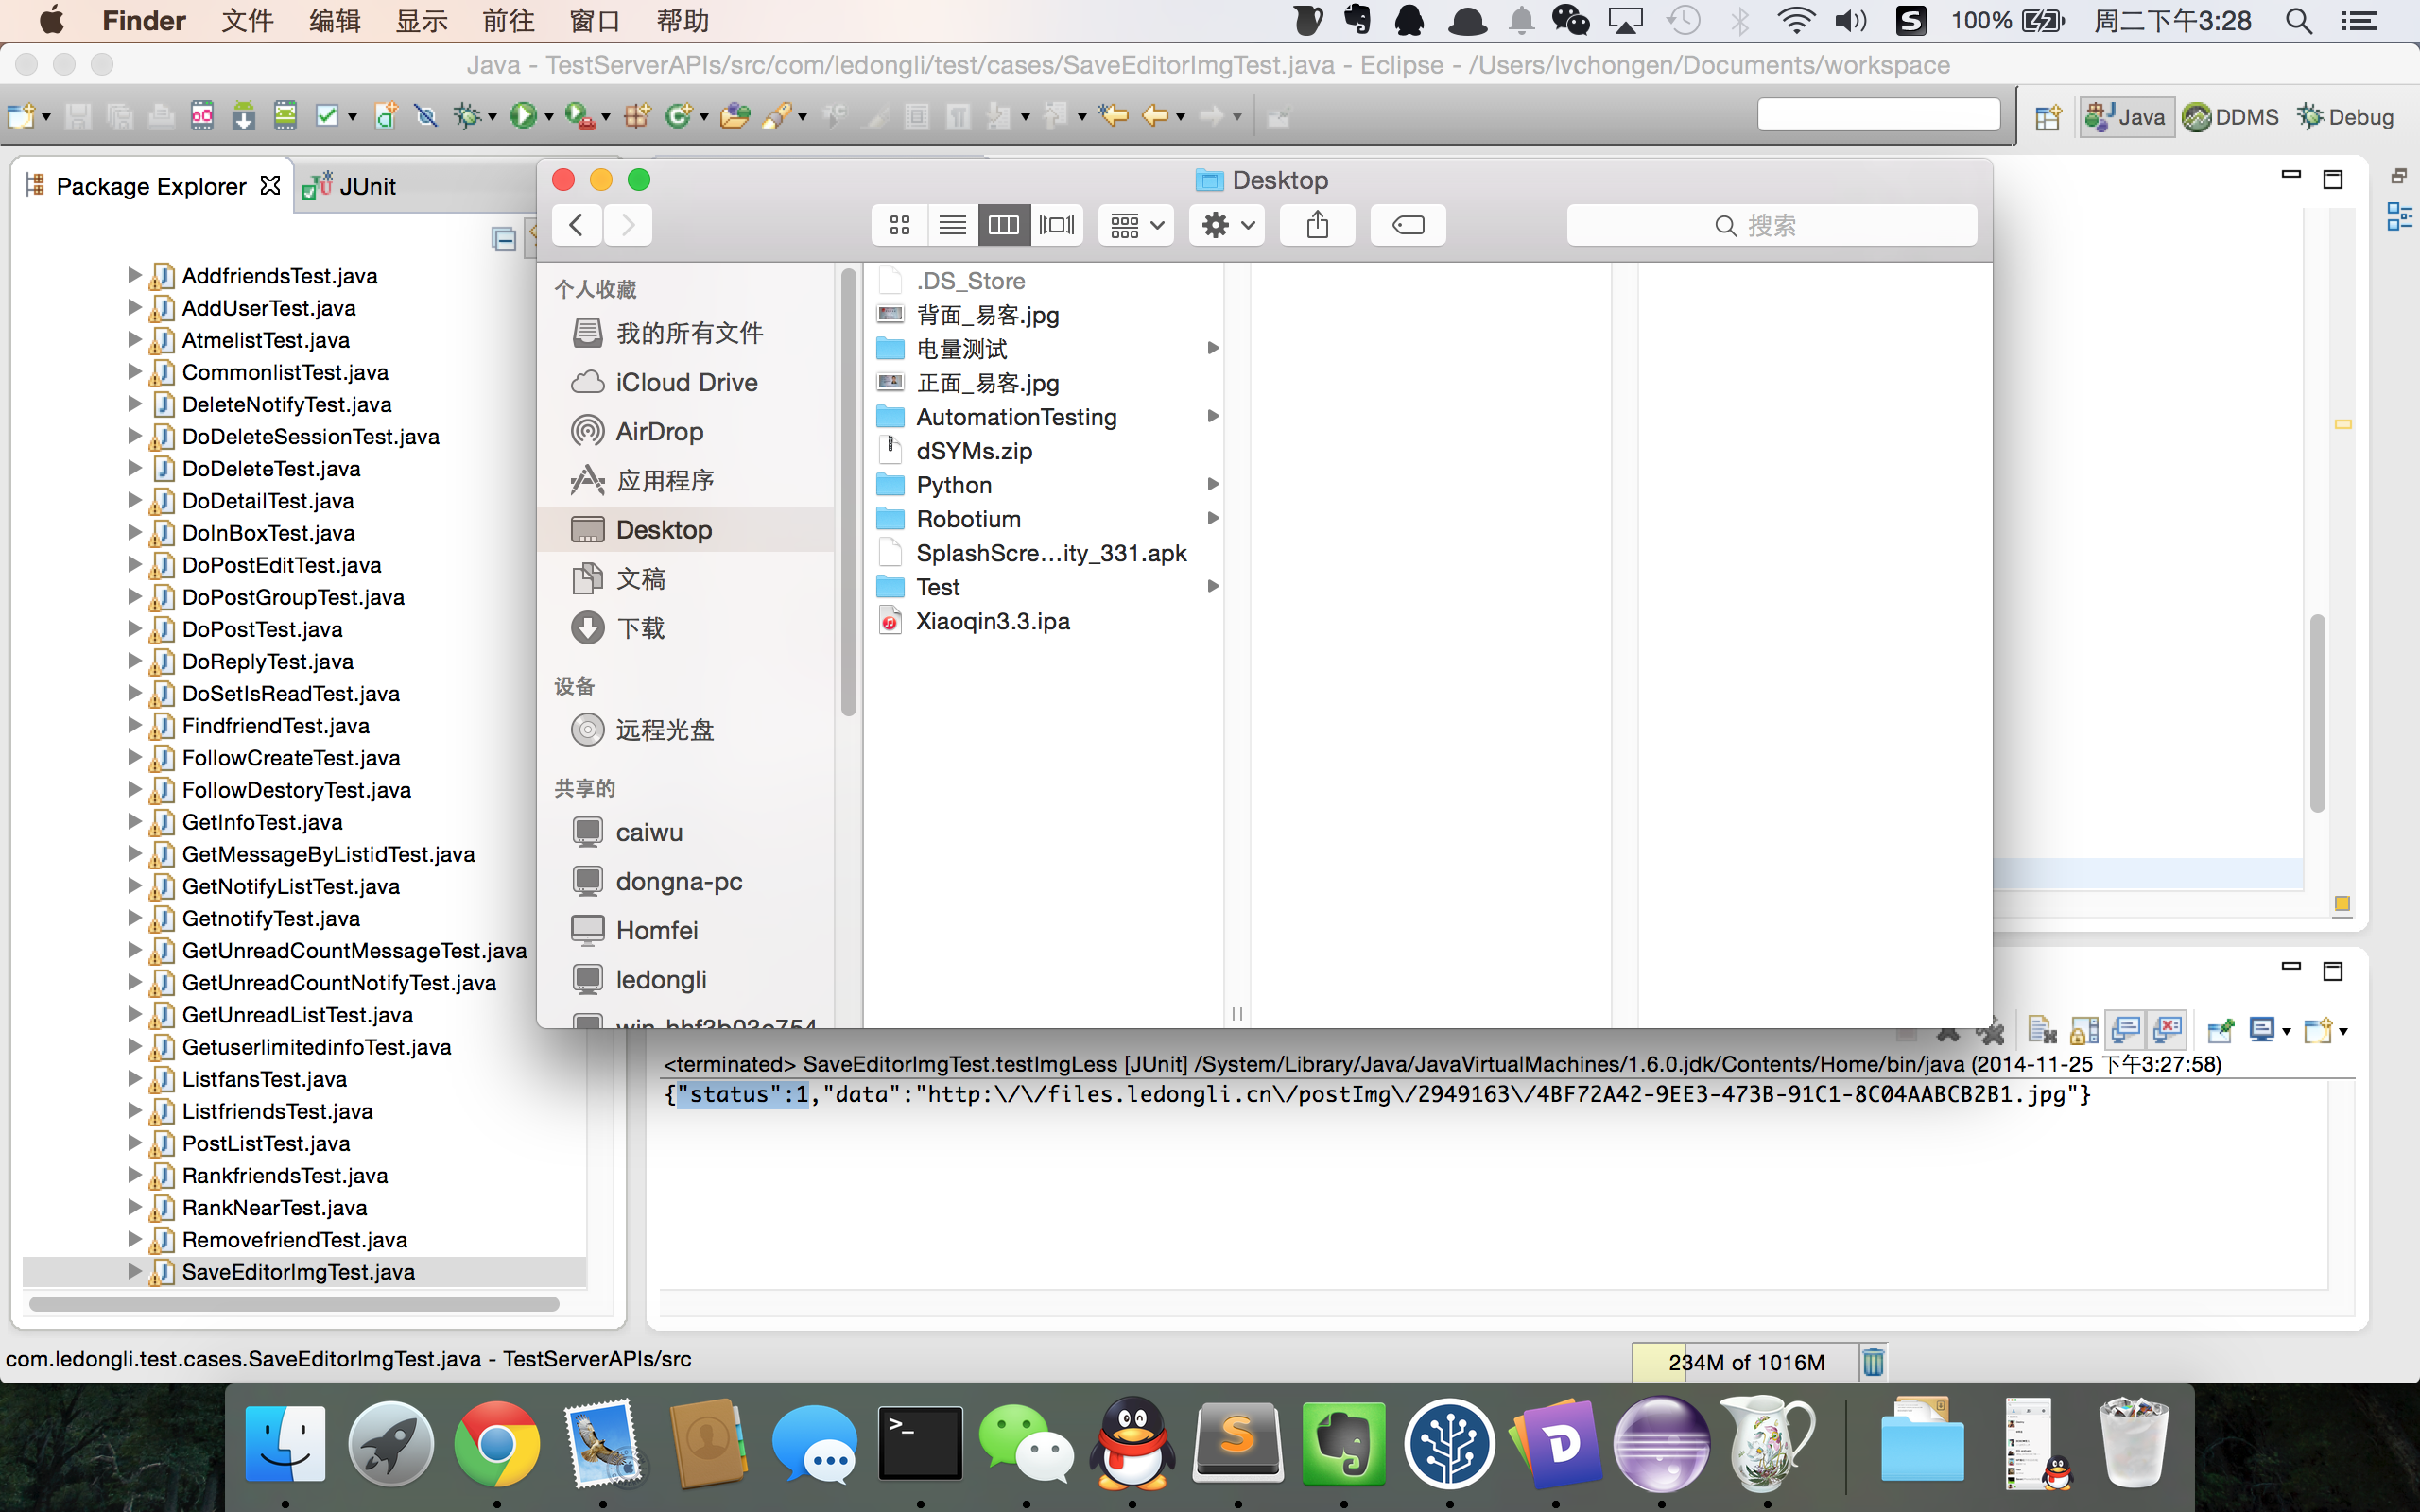 Finder 文件 编辑 显示 前往 窗口 帮助 100% 周二下午3:28
Java - TestServerAPIs/src/com/ledongli/test/cases/SaveEditorImgTest.java - Eclipse - /Users/lvchongen/Documents/workspace
Java DDMS Debug
Package Explorer JUnit
AddfriendsTest.java
AddUserTest.java
AtmelistTest.java
CommonlistTest.java
DeleteNotifyTest.java
DoDeleteSessionTest.java
DoDeleteTest.java
DoDetailTest.java
DoInBoxTest.java
DoPostEditTest.java
DoPostGroupTest.java
DoPostTest.java
DoReplyTest.java
DoSetIsReadTest.java
FindfriendTest.java
FollowCreateTest.java
FollowDestoryTest.java
GetInfoTest.java
GetMessageByListidTest.java
GetNotifyListTest.java
GetnotifyTest.java
GetUnreadCountMessageTest.java
GetUnreadCountNotifyTest.java
GetUnreadListTest.java
GetuserlimitedinfoTest.java
ListfansTest.java
ListfriendsTest.java
PostListTest.java
RankfriendsTest.java
RankNearTest.java
RemovefriendTest.java
SaveEditorImgTest.java
Desktop
搜索
个人收藏
我的所有文件
iCloud Drive
AirDrop
应用程序
Desktop
文稿
下载
设备
远程光盘
共享的
caiwu
dongna-pc
Homfei
ledongli
.DS_Store
背面_易客.jpg
电量测试
正面_易客.jpg
AutomationTesting
dSYMs.zip
Python
Robotium
SplashScre...ity_331.apk
Test
Xiaoqin3.3.ipa
<terminated> SaveEditorImgTest.testImgLess [JUnit] /System/Library/Java/JavaVirtualMachines/1.6.0.jdk/Contents/Home/bin/java (2014-11-25 下午3:27:58)
{"status":1,"data":"http:\/\/files.ledongli.cn\/postImg\/2949163\/4BF72A42-9EE3-473B-91C1-8C04AABCB2B1.jpg"}
com.ledongli.test.cases.SaveEditorImgTest.java - TestServerAPIs/src
234M of 1016M